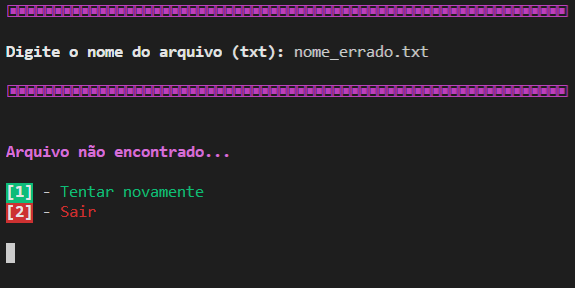 Digite o nome do arquivo (txt): nome_errado.txt
Arquivo não encontrado...
[1] - Tentar novamente
[2] - Sair